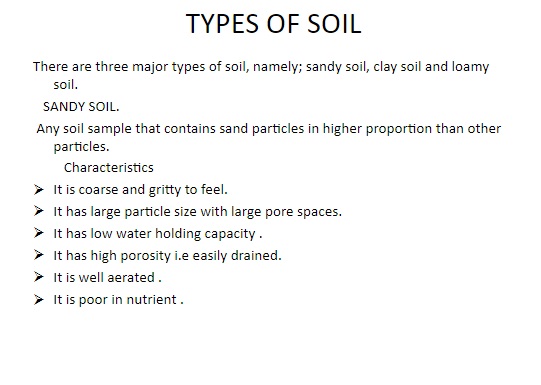 TYPES OF SOIL
There are three major types of soil, namely; sandy soil, clay soil and loamy
soil.
SANDY SOIL.
Any soil sample that contains sand particles in higher proportion than other
particles.
Characteristics
➢ It is coarse and gritty to feel.
➢ It has large particle size with large pore spaces.
➢ It has low water holding capacity .
➢ It has high porosity i.e easily drained.
➢ It is well aerated .
➢ It is poor in nutrient .